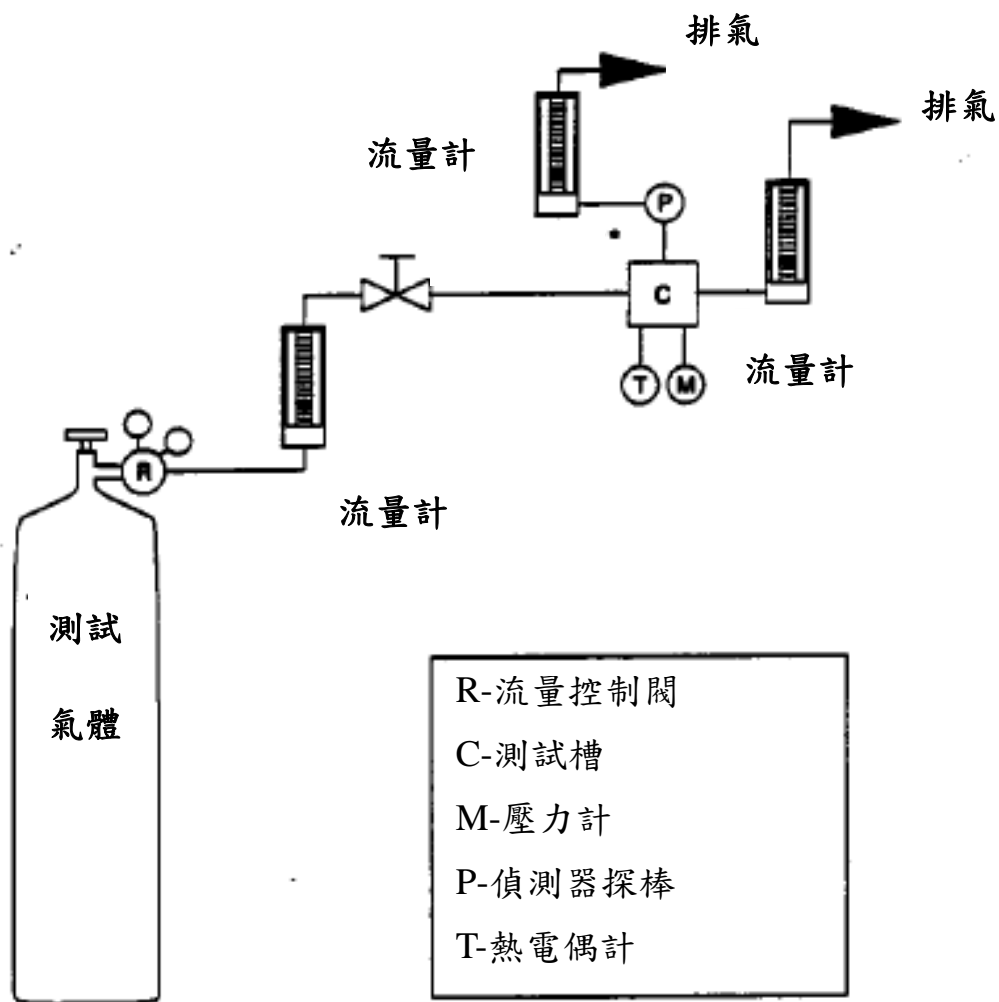 排氣
排氣
流量計
P
C
流量計
T M
R
流量計
測試
氣體
R-流量控制閥
C-測試槽
M-壓力計
P-偵測器探棒
T-熱電偶計